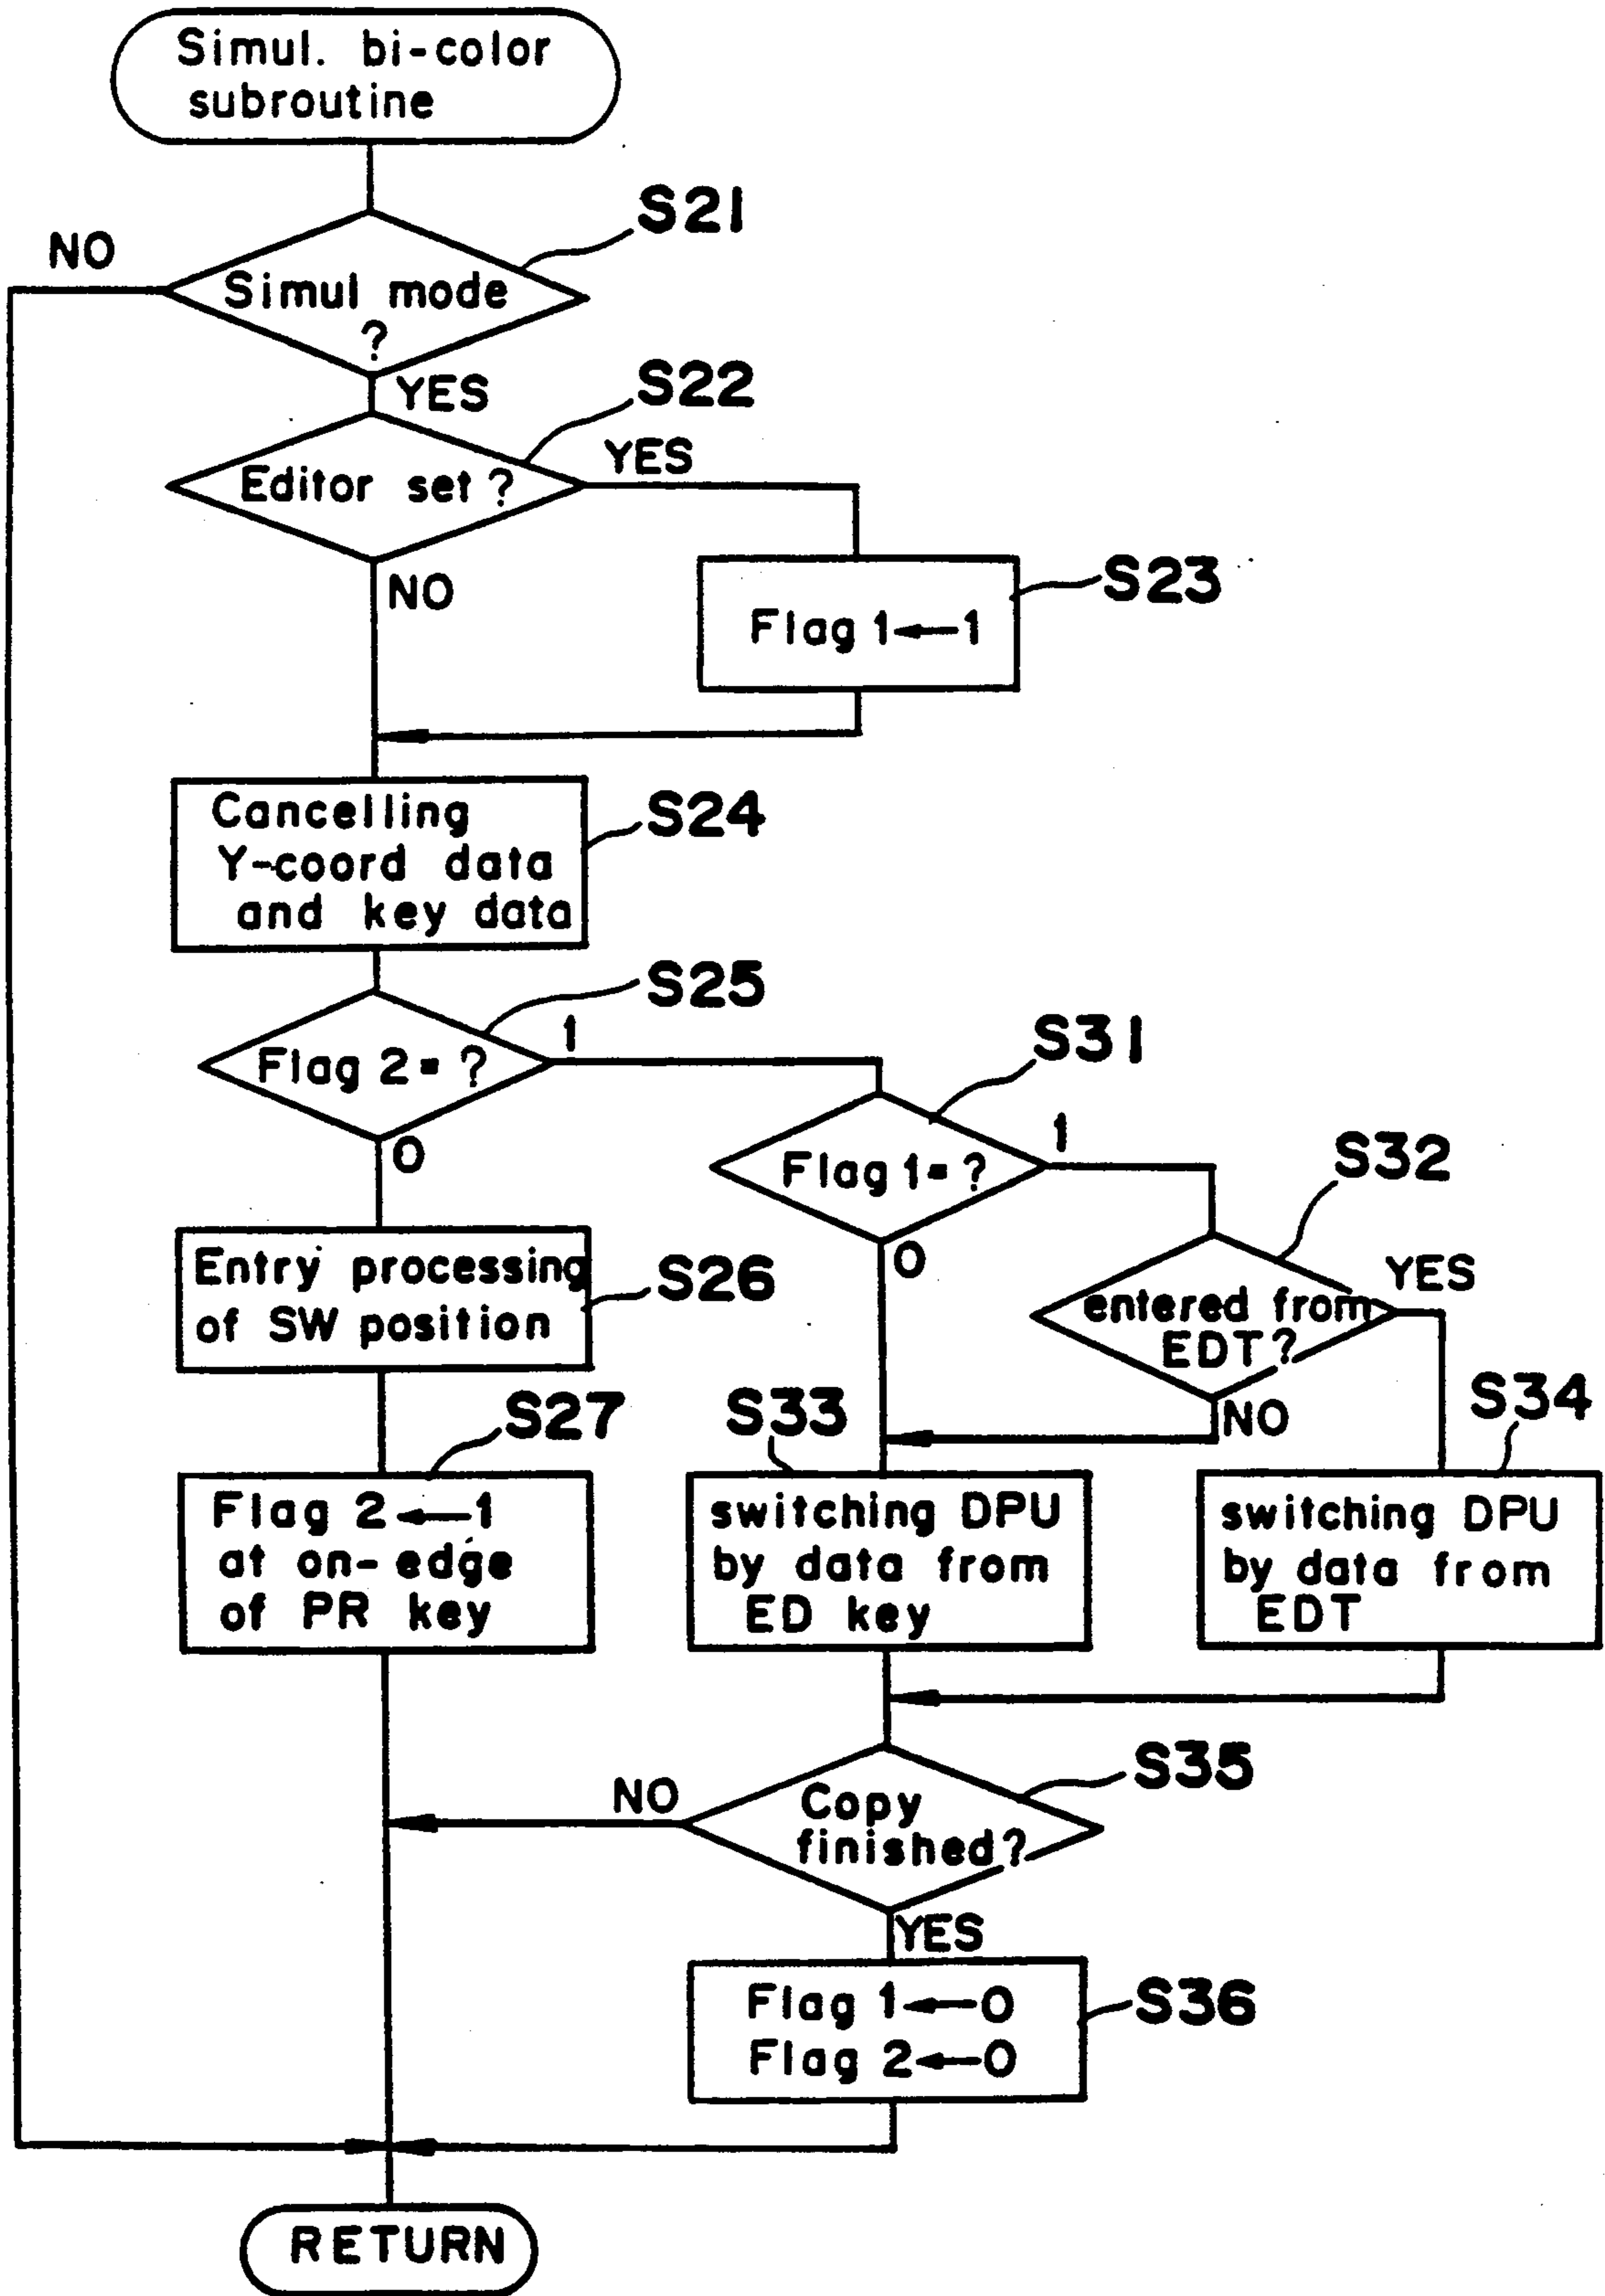 Simul. bi-color
subroutine
S21
NO
Simul mode
?
YES
S22
YES
Editor set ?
NO
S23
Flag 1←1
Cancelling
Y-coord data
and key data
S24
S25
Flag 2= ?
1
0
S31
Flag 1= ?
1
0
S32
entered from
EDT?
YES
NO
Entry processing
of SW position
S26
S27
Flag 2←1
at on-edge
of PR key
S33
switching DPU
by data from
ED key
S34
switching DPU
by data from
EDT
S35
Copy
finished?
NO
YES
S36
Flag 1←0
Flag 2←0
RETURN